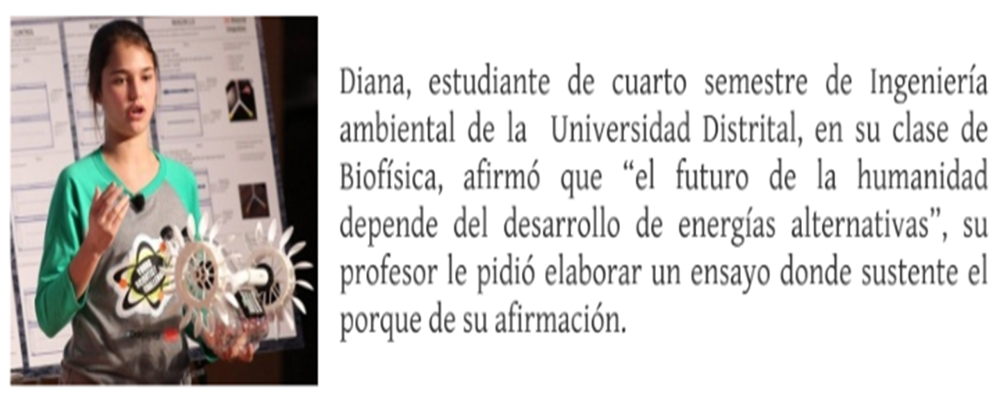 Diana, estudiante de cuarto semestre de Ingeniería
ambiental de la Universidad Distrital, en su clase de
Biofísica, afirmó que “el futuro de la humanidad
depende del desarrollo de energías alternativas”, su
profesor le pidió elaborar un ensayo donde sustente el
porque de su afirmación.